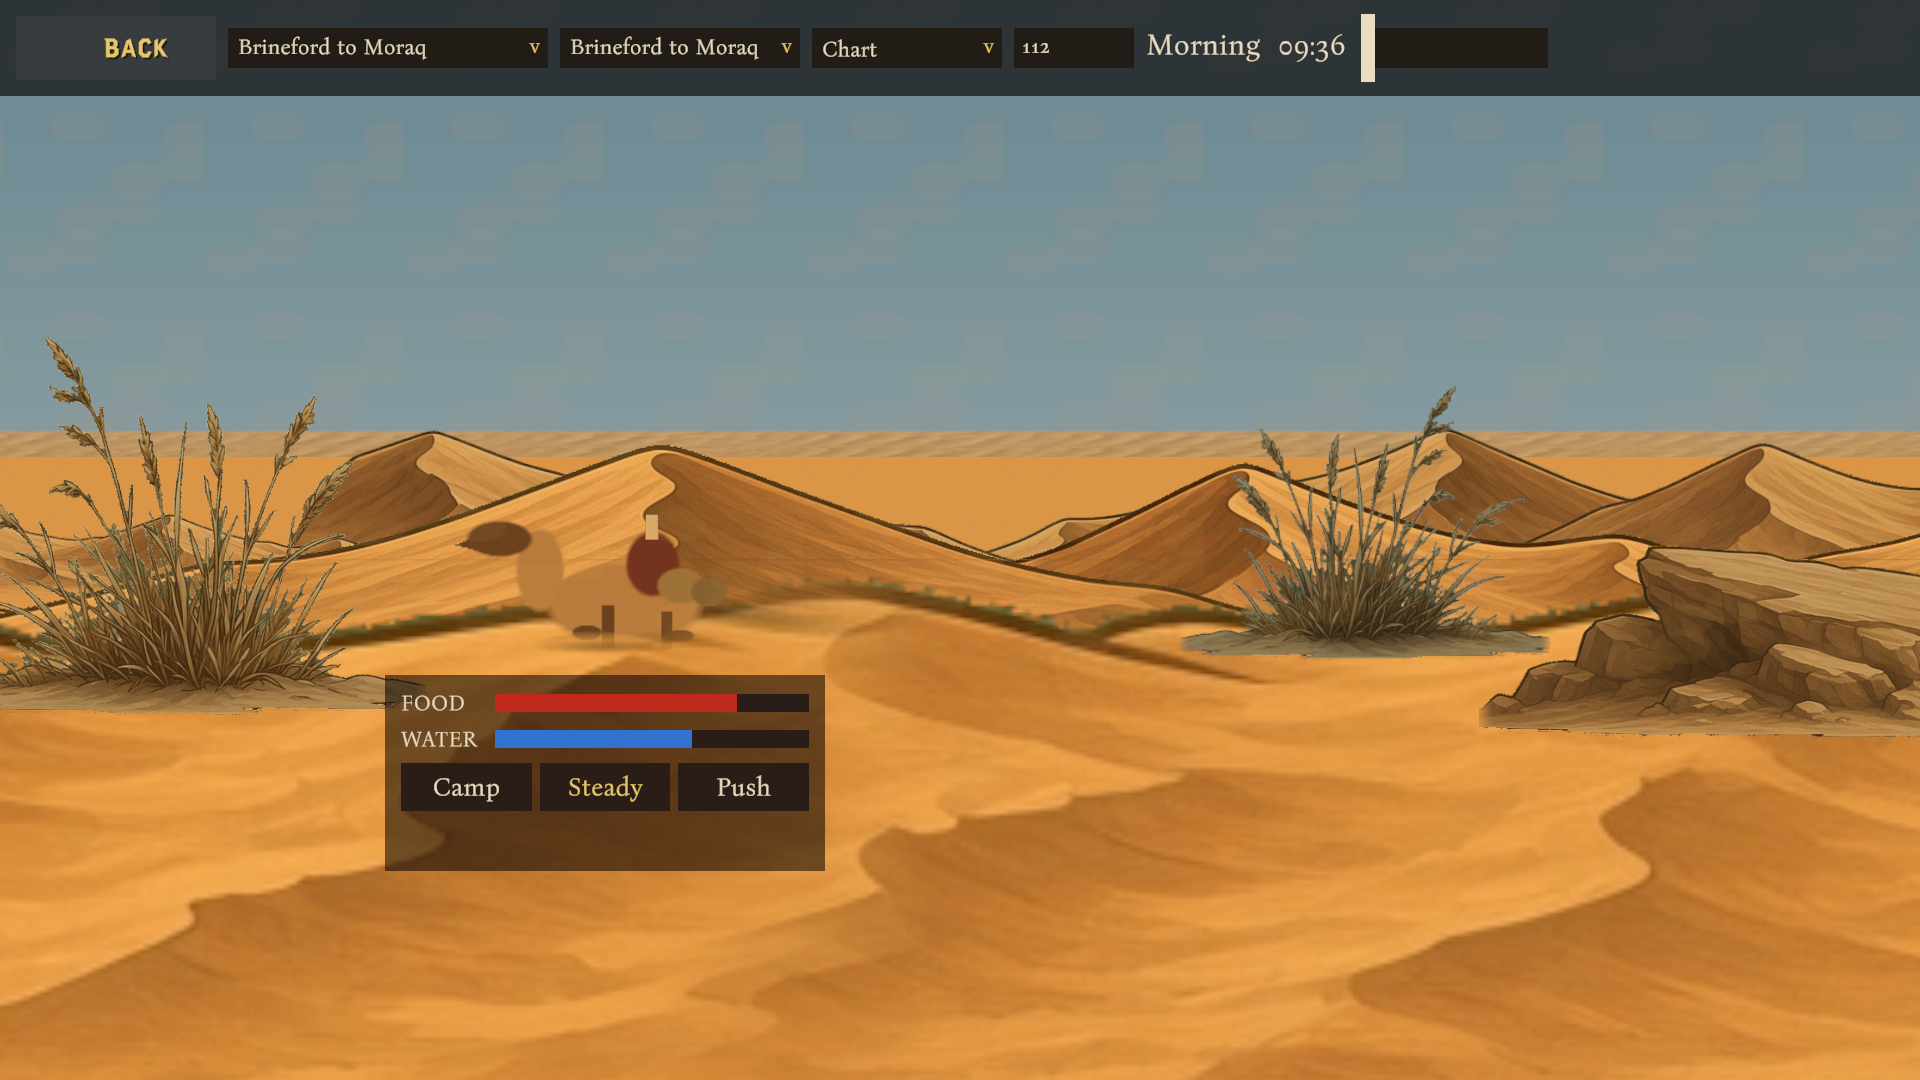 BACK
Brineford to Moraq v
Brineford to Moraq v
Chart v
112
Morning 09:36
FOOD
WATER
Camp Steady Push